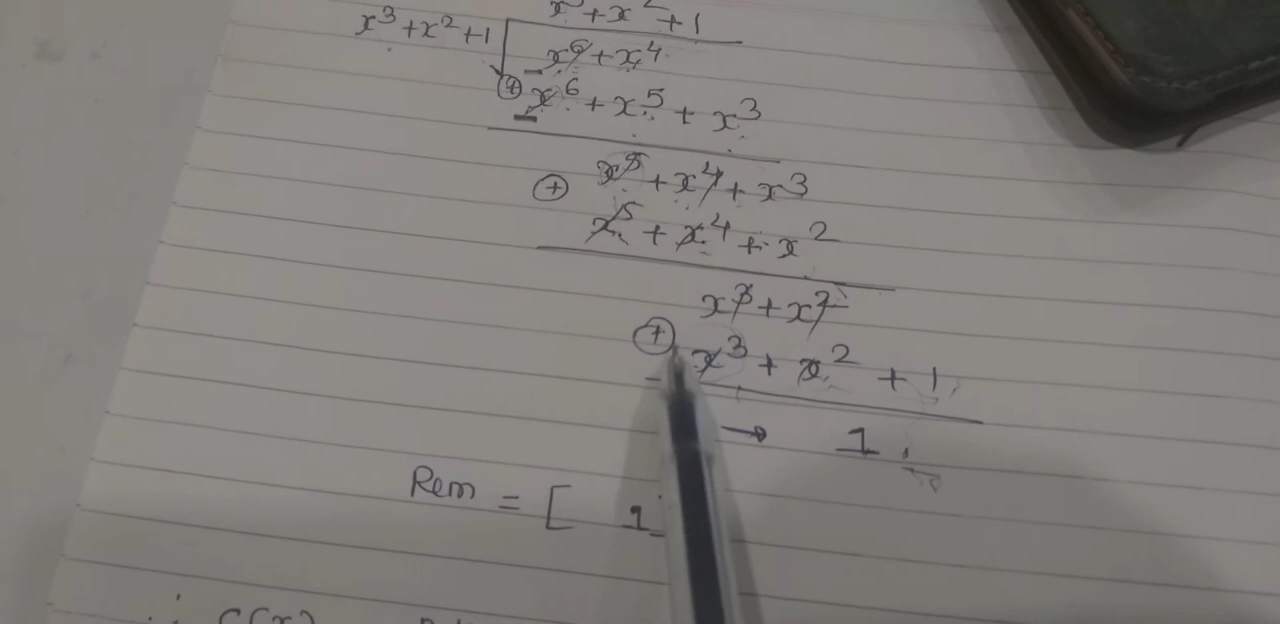 x³ + x² + 1
x³ + x² + 1
x⁶ + x⁴
(+) x⁶ + x⁵ + x³
(+) x⁵ + x⁴ + x³
x⁵ + x⁴ + x²
x³ + x²
(+) x³ + x² + 1
→ 1
Rem = [ 1
∴ C(x)